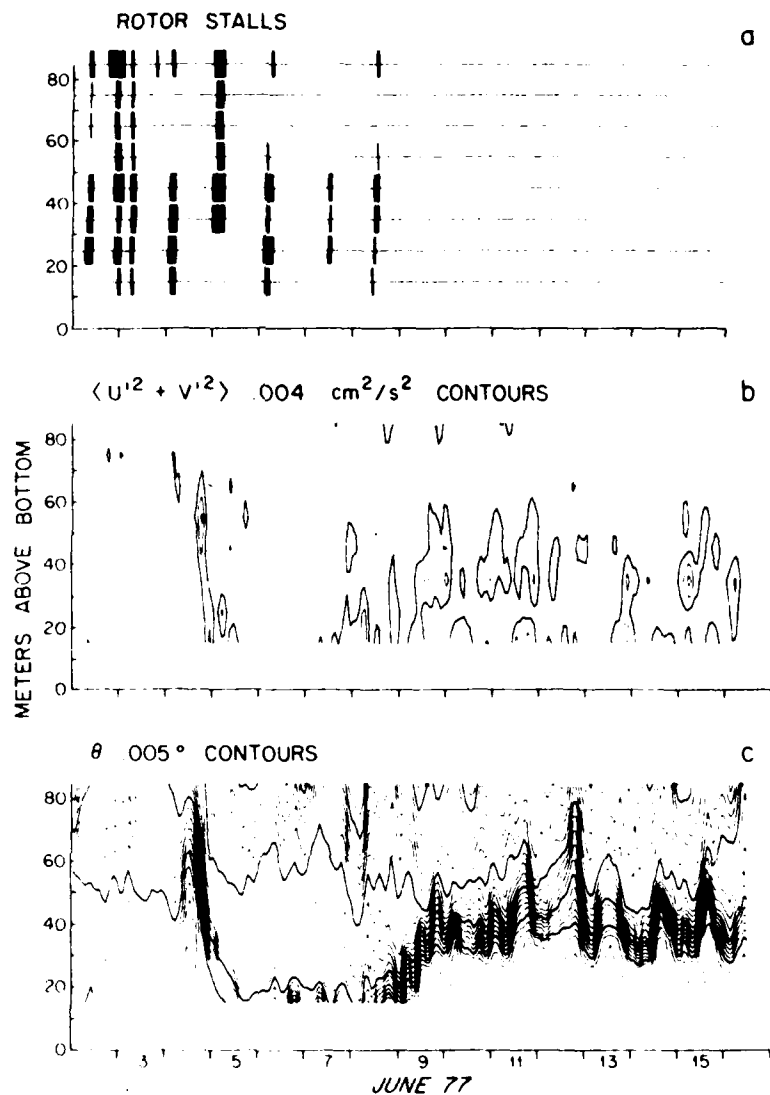 ROTOR STALLS
a
80
60
40
20
0
⟨U'² + V'²⟩ .004 cm²/s² CONTOURS
b
80
60
40
20
0
METERS ABOVE BOTTOM
θ .005° CONTOURS
c
80
60
40
20
0
3 5 7 9 11 13 15
JUNE 77